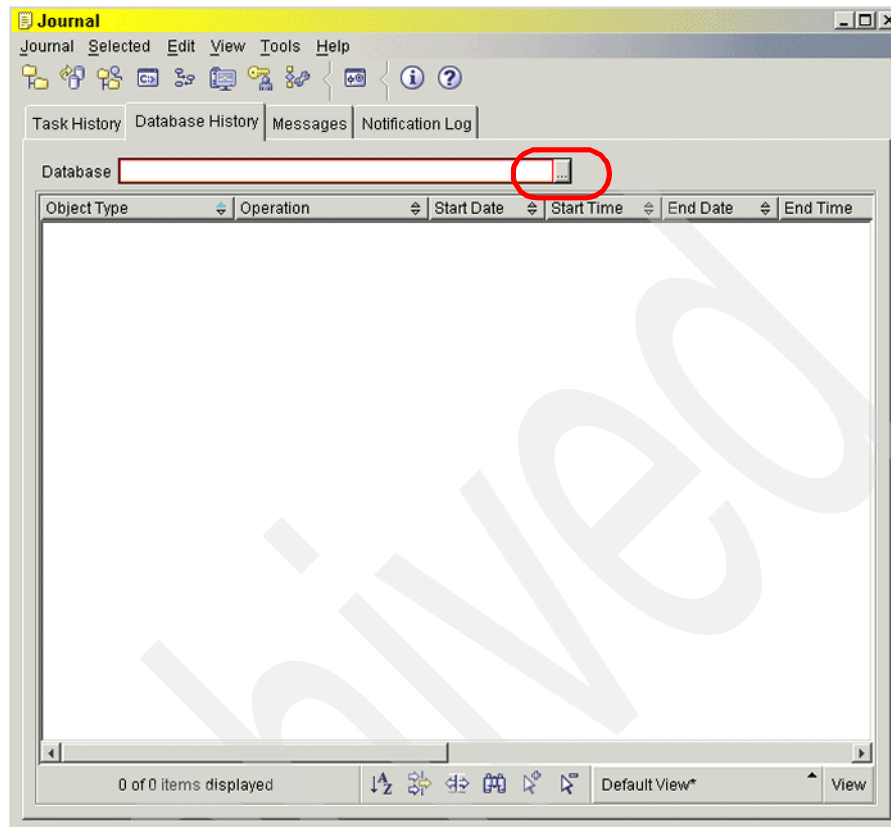 Journal
Journal Selected Edit View Tools Help
Task History Database History Messages Notification Log
Database ...
Object Type Operation Start Date Start Time End Date End Time
0 of 0 items displayed Default View* View
hived